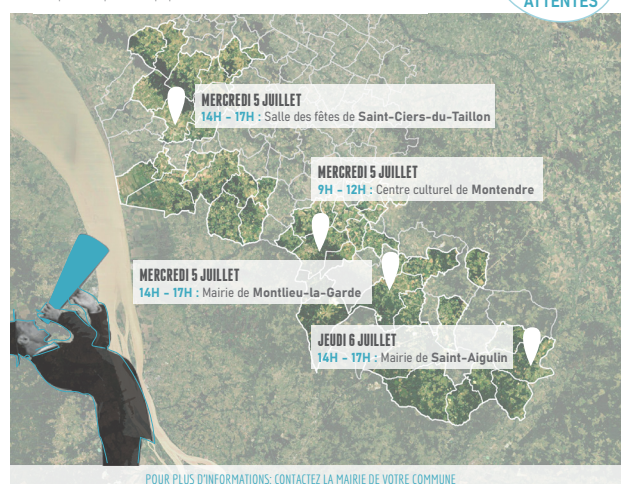 ATTENTES
MERCREDI 5 JUILLET
14H - 17H : Salle des fêtes de Saint-Ciers-du-Taillon
MERCREDI 5 JUILLET
9H - 12H : Centre culturel de Montendre
MERCREDI 5 JUILLET
14H - 17H : Mairie de Montlieu-la-Garde
JEUDI 6 JUILLET
14H - 17H : Mairie de Saint-Aigulin
POUR PLUS D'INFORMATIONS: CONTACTEZ LA MAIRIE DE VOTRE COMMUNE